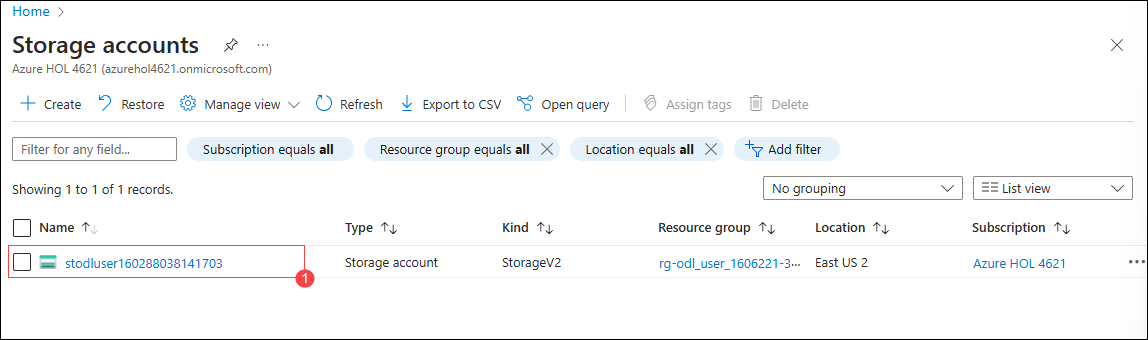 Home >
Storage accounts ...
Azure HOL 4621 (azurehol4621.onmicrosoft.com)
Create Restore Manage view Refresh Export to CSV Open query Assign tags Delete
Filter for any field... Subscription equals all Resource group equals all Location equals all Add filter
Showing 1 to 1 of 1 records. No grouping List view
Name Type Kind Resource group Location Subscription
stodluser160288038141703 Storage account StorageV2 rg-odl_user_1606221-3... East US 2 Azure HOL 4621 ...
1